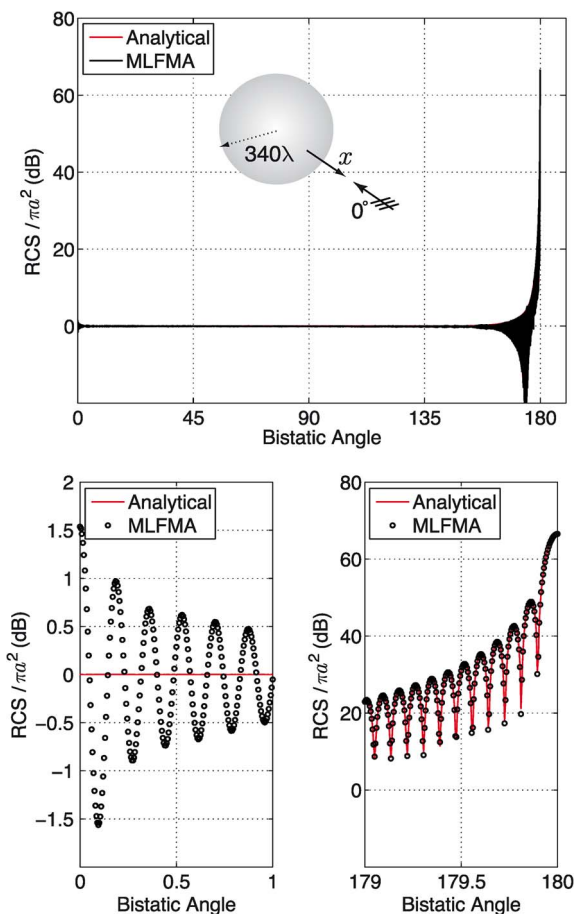 80
60
40
20
0
RCS / πa² (dB)
Analytical
MLFMA
340λ
x
0°
0 45 90 135 180
Bistatic Angle
2
1.5
1
0.5
0
−0.5
−1
−1.5
RCS / πa² (dB)
Analytical
MLFMA
0 0.5 1
Bistatic Angle
80
60
40
20
0
RCS / πa² (dB)
Analytical
MLFMA
179 179.5 180
Bistatic Angle